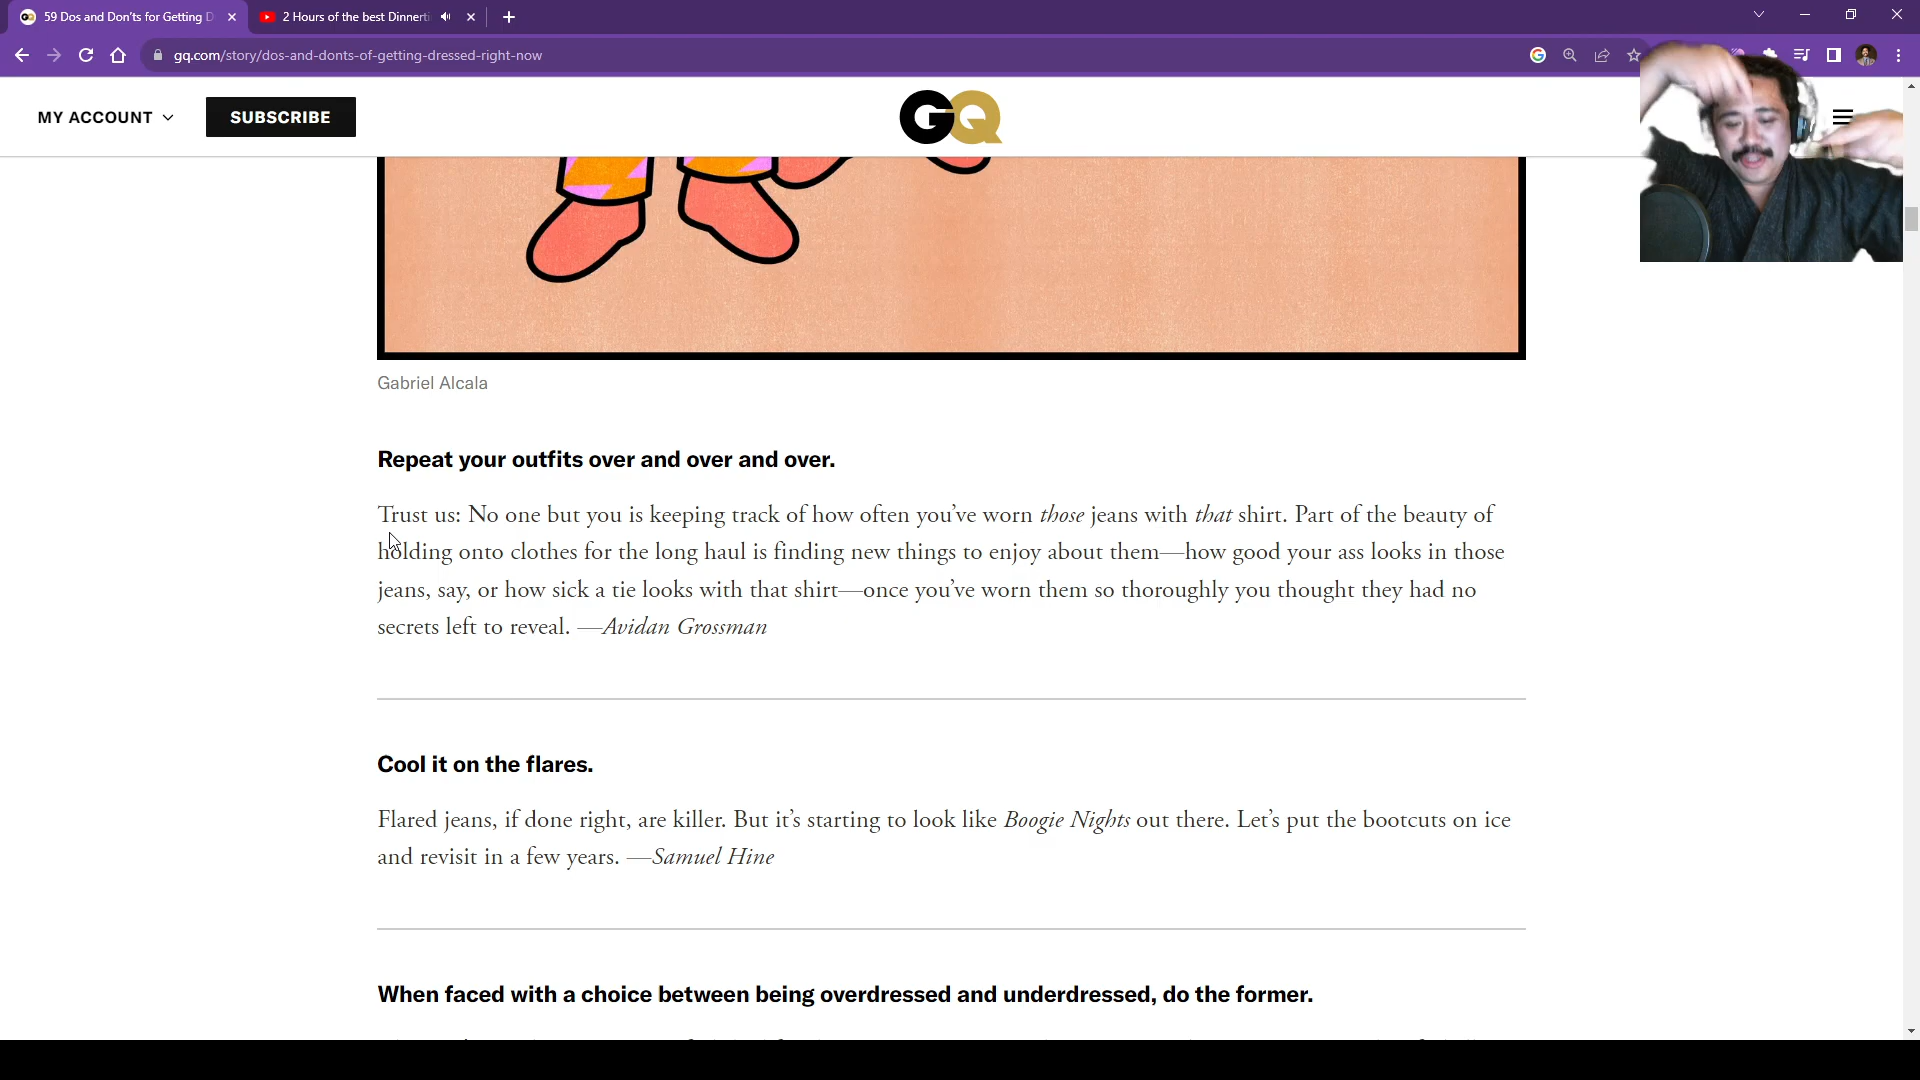 59 Dos and Don'ts for Getting D
2 Hours of the best Dinnerti
gq.com/story/dos-and-donts-of-getting-dressed-right-now
MY ACCOUNT
SUBSCRIBE
GQ
Gabriel Alcala
Repeat your outfits over and over and over.
Trust us: No one but you is keeping track of how often you’ve worn those jeans with that shirt. Part of the beauty of
holding onto clothes for the long haul is finding new things to enjoy about them—how good your ass looks in those
jeans, say, or how sick a tie looks with that shirt—once you’ve worn them so thoroughly you thought they had no
secrets left to reveal. —Avidan Grossman
Cool it on the flares.
Flared jeans, if done right, are killer. But it’s starting to look like Boogie Nights out there. Let’s put the bootcuts on ice
and revisit in a few years. —Samuel Hine
When faced with a choice between being overdressed and underdressed, do the former.